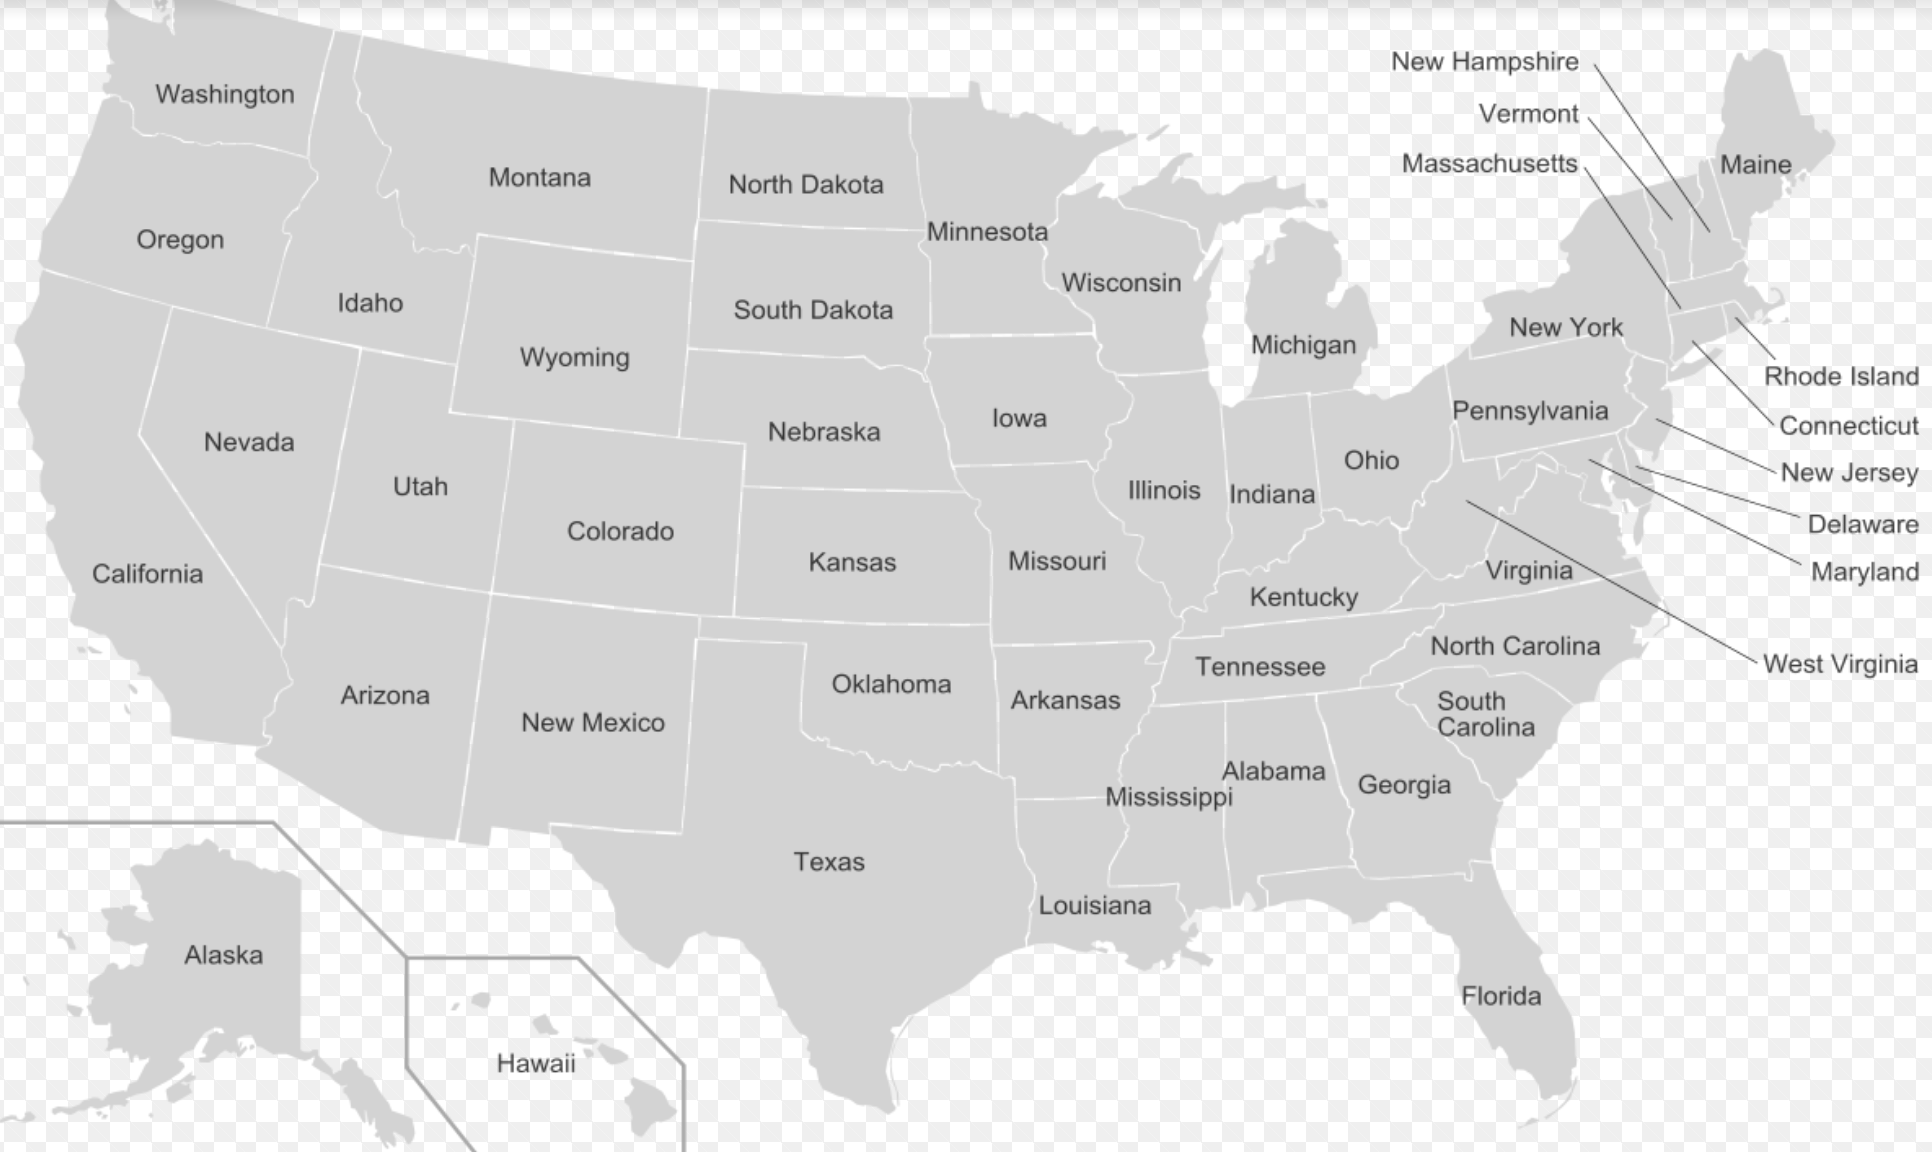 New Hampshire
Washington
Vermont
Massachusetts
Maine
Montana
North Dakota
Minnesota
Oregon
Wisconsin
Idaho
South Dakota
New York
Michigan
Wyoming
Rhode Island
Pennsylvania
Iowa
Connecticut
Nebraska
Nevada
Ohio
New Jersey
Utah
Illinois
Indiana
Delaware
Colorado
Kansas
Missouri
Virginia
Maryland
California
Kentucky
North Carolina
West Virginia
Tennessee
Oklahoma
Arizona
Arkansas
South
Carolina
New Mexico
Alabama
Georgia
Mississippi
Texas
Louisiana
Alaska
Florida
Hawaii